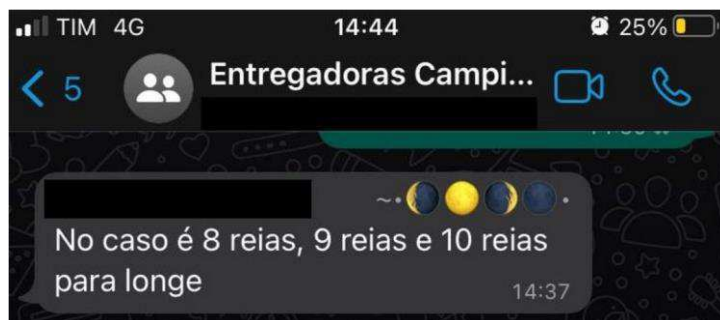 TIM 4G 14:44 25%
5 Entregadoras Campi...
~·🌖🌕🌔🌑·
No caso é 8 reias, 9 reias e 10 reias
para longe
14:37